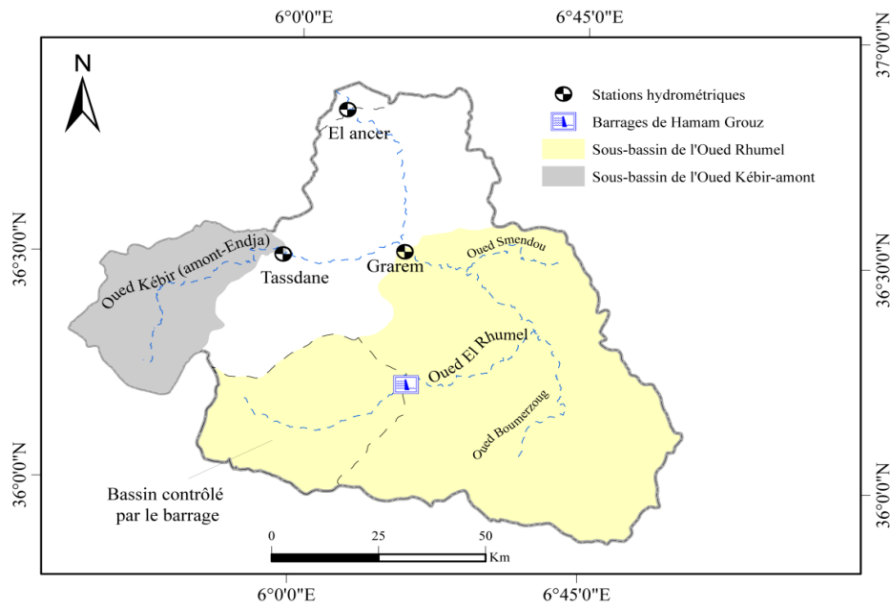 6°0'0"E
6°45'0"E
37°0'0"N
N
Stations hydrométriques
Barrages de Hamam Grouz
Sous-bassin de l'Oued Rhumel
Sous-bassin de l'Oued Kébir-amont
El ancer
36°30'0"N
36°30'0"N
Oued Kébir (amont-Endja)
Tassdane
Grarem
Oued Smendou
Oued El Rhumel
Oued Boumerzoug
36°0'0"N
36°0'0"N
Bassin contrôlé
par le barrage
0
25
50
Km
6°0'0"E
6°45'0"E